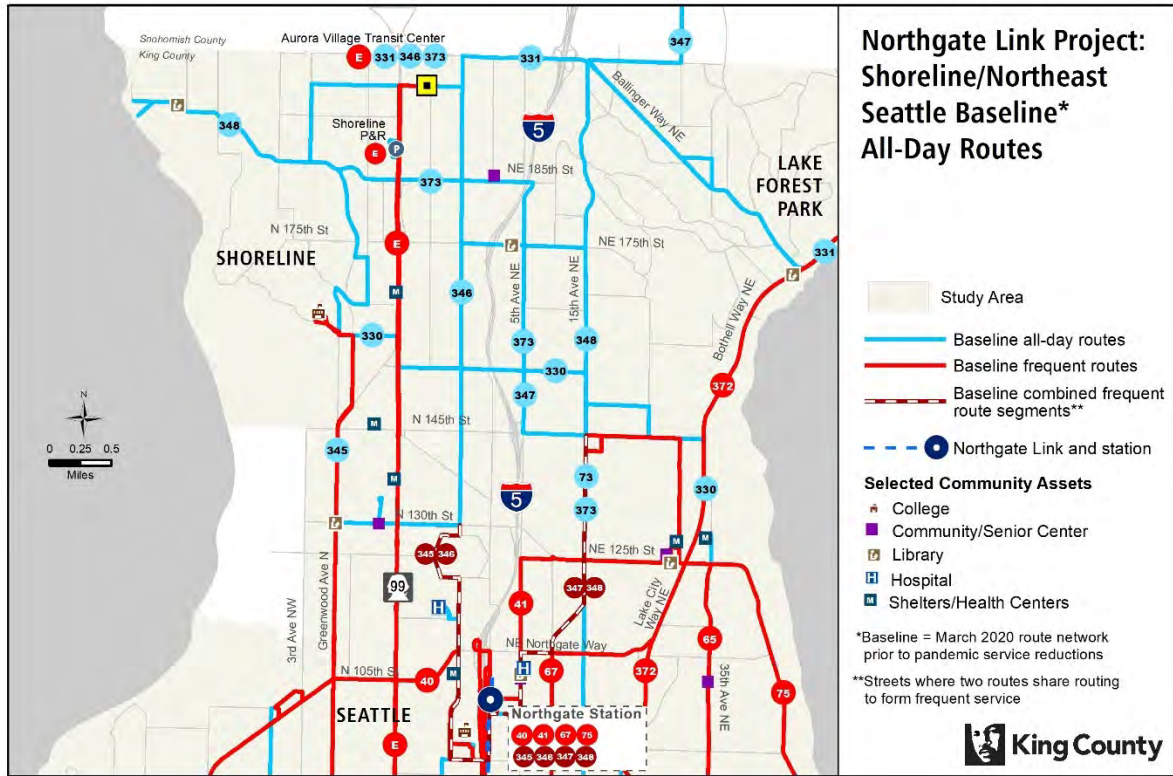 Northgate Link Project:
Shoreline/Northeast
Seattle Baseline*
All-Day Routes
Study Area
Baseline all-day routes
Baseline frequent routes
Baseline combined frequent
route segments**
Northgate Link and station
Selected Community Assets
College
Community/Senior Center
Library
H
Hospital
M
Shelters/Health Centers
*Baseline = March 2020 route network
prior to pandemic service reductions
**Streets where two routes share routing
to form frequent service
King County
Snohomish County
King County
Aurora Village Transit Center
E
331
346
373
331
347
5
Ballinger Way NE
348
Shoreline
P&R
P
E
NE 185th St
373
LAKE
FOREST
PARK
N 175th St
E
NE 175th St
331
SHORELINE
M
346
5th Ave NE
15th Ave NE
Bothell Way NE
330
373
348
330
372
347
N
0 0.25 0.5
Miles
M
N 145th St
345
M
73
330
5
N 130th St
373
345
346
NE 125th St
M
M
3rd Ave NW
Greenwood Ave N
99
H
41
347
348
Lake City
Way NE
65
NE Northgate Way
N 105th St
40
M
H
67
372
35th Ave NE
75
SEATTLE
E
Northgate Station
40
41
67
75
345
346
347
348